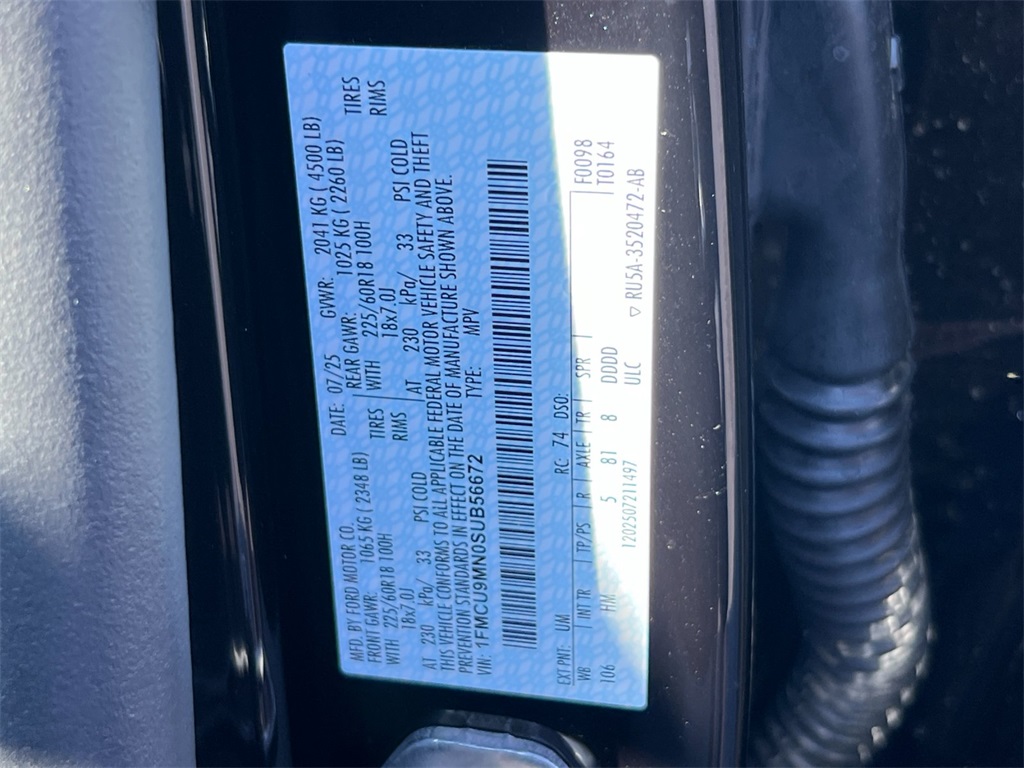 MFD. BY FORD MOTOR CO.
DATE: 07/25 GVWR: 2041 KG ( 4500 LB)
FRONT GAWR: 1065 KG ( 2348 LB) REAR GAWR: 1025 KG ( 2260 LB)
WITH 225/60R18 100H TIRES WITH 225/60R18 100H TIRES
18x7.0J RIMS 18x7.0J RIMS
AT 230 kPa/ 33 PSI COLD AT 230 kPa/ 33 PSI COLD
THIS VEHICLE CONFORMS TO ALL APPLICABLE FEDERAL MOTOR VEHICLE SAFETY AND THEFT
PREVENTION STANDARDS IN EFFECT ON THE DATE OF MANUFACTURE SHOWN ABOVE.
VIN: 1FMCU9MN0SUB56672 TYPE: MPV
EXT PNT: UM RC: 74 DSO: F0098
WB INT TR TP/PS R AXLE TR SPR T0164
106 HM 5 81 8 DDDD
1202507211497 ULC ▽ RU5A-3520472-AB